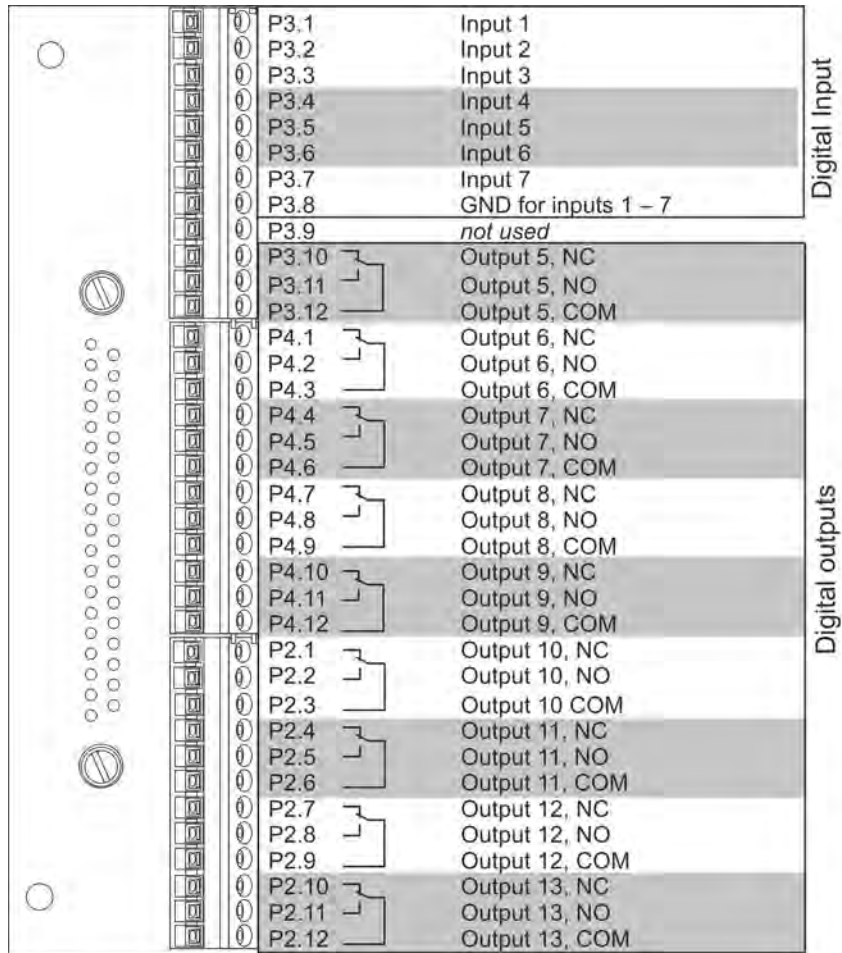 P3.1 Input 1
P3.2 Input 2
P3.3 Input 3
P3.4 Input 4
P3.5 Input 5
P3.6 Input 6
P3.7 Input 7
P3.8 GND for inputs 1 – 7
Digital Input
P3.9 not used
P3.10 Output 5, NC
P3.11 Output 5, NO
P3.12 Output 5, COM
P4.1 Output 6, NC
P4.2 Output 6, NO
P4.3 Output 6, COM
P4.4 Output 7, NC
P4.5 Output 7, NO
P4.6 Output 7, COM
P4.7 Output 8, NC
P4.8 Output 8, NO
P4.9 Output 8, COM
P4.10 Output 9, NC
P4.11 Output 9, NO
P4.12 Output 9, COM
P2.1 Output 10, NC
P2.2 Output 10, NO
P2.3 Output 10 COM
P2.4 Output 11, NC
P2.5 Output 11, NO
P2.6 Output 11, COM
P2.7 Output 12, NC
P2.8 Output 12, NO
P2.9 Output 12, COM
P2.10 Output 13, NC
P2.11 Output 13, NO
P2.12 Output 13, COM
Digital outputs